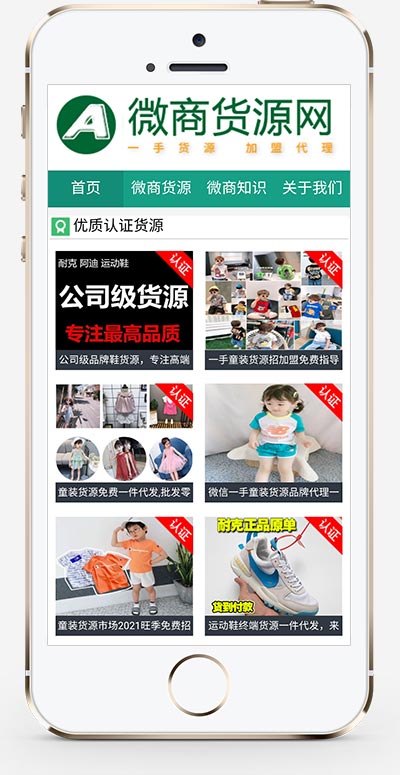 A
微商货源网
一手货源 加盟代理
首页 微商货源 微商知识 关于我们
优质认证货源
耐克 阿迪 运动鞋
认证
公司级货源
专注最高品质
公司级品牌鞋货源，专注高端
认证
一手童装货源招加盟免费指导
认证
童装货源免费一件代发,批发零
认证
微信一手童装货源品牌代理一
认证
童装货源市场2021旺季免费招
耐克正品原单
认证
货到付款
运动鞋终端货源一件代发，来